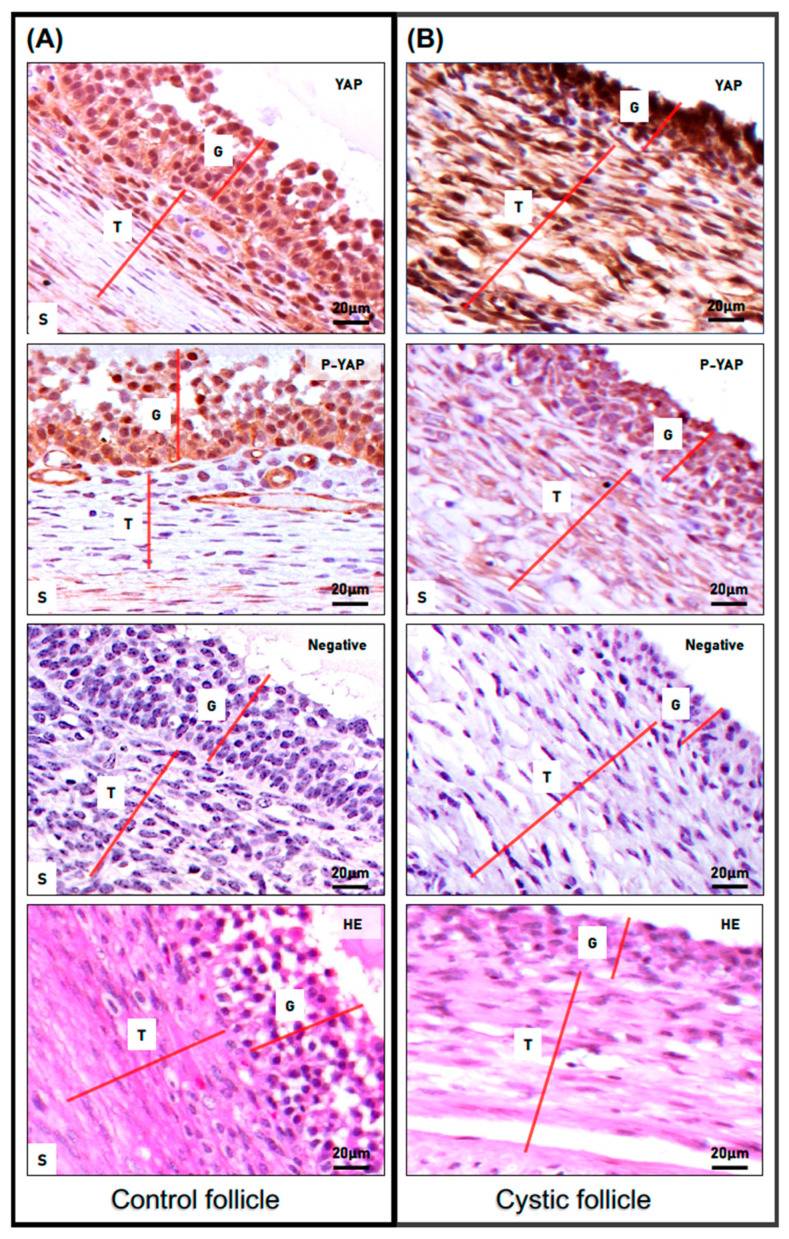 (A)
YAP
G
T
S
20μm
P-YAP
G
T
S
20μm
Negative
G
T
S
20μm
HE
G
T
S
20μm
Control follicle
(B)
YAP
G
T
20μm
P-YAP
G
T
S
20μm
Negative
G
T
20μm
HE
G
T
20μm
Cystic follicle